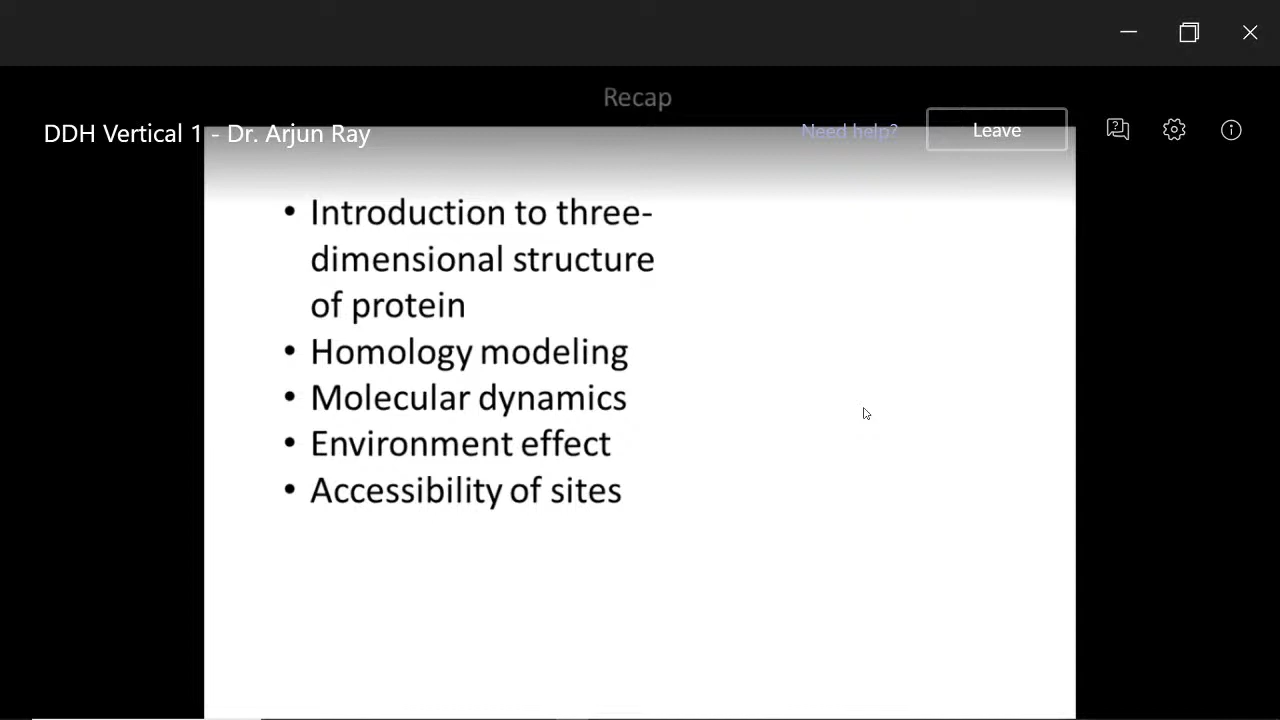 Recap
DDH Vertical 1 - Dr. Arjun Ray
Need help?
Leave
• Introduction to three-
dimensional structure
of protein
• Homology modeling
• Molecular dynamics
• Environment effect
• Accessibility of sites